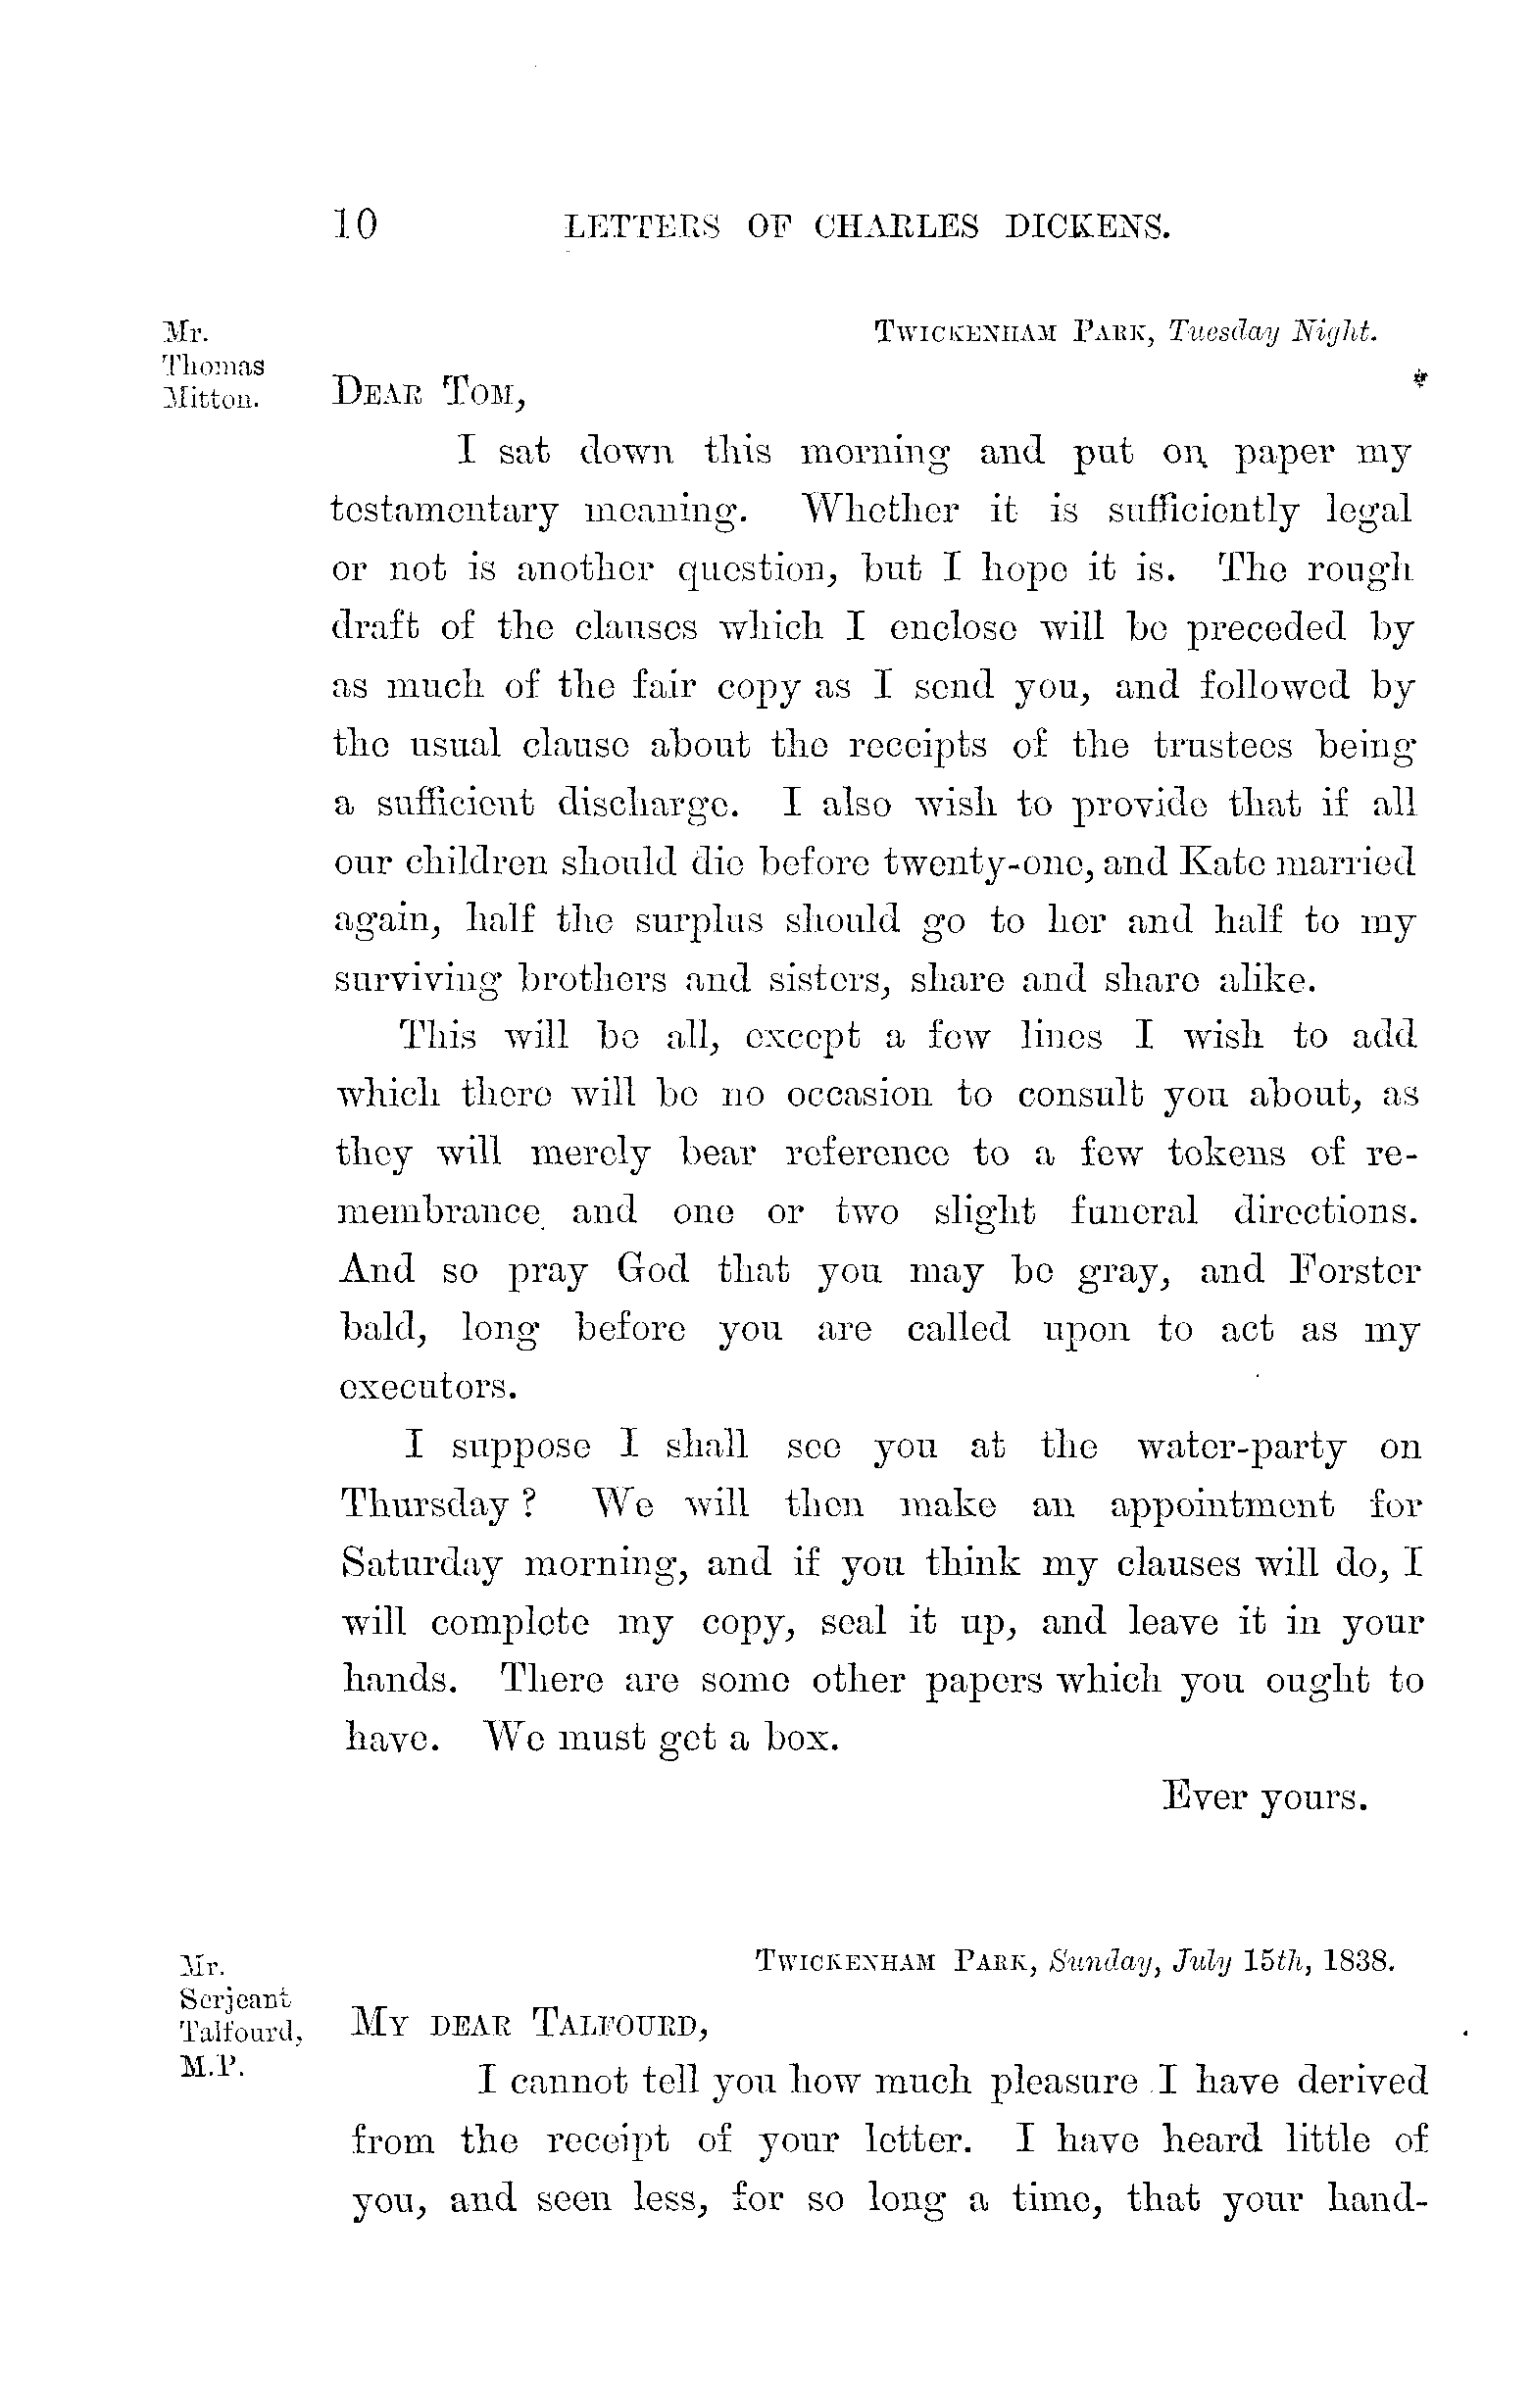 10 LETTERS OF CHARLES DICKENS.
Mr.
Thomas
Mitton.
TWICKENHAM PARK, Tuesday Night.
DEAR TOM,
I sat down this morning and put on paper my
testamentary meaning. Whether it is sufficiently legal
or not is another question, but I hope it is. The rough
draft of the clauses which I enclose will be preceded by
as much of the fair copy as I send you, and followed by
the usual clause about the receipts of the trustees being
a sufficient discharge. I also wish to provide that if all
our children should die before twenty-one, and Kate married
again, half the surplus should go to her and half to my
surviving brothers and sisters, share and share alike.
This will be all, except a few lines I wish to add
which there will be no occasion to consult you about, as
they will merely bear reference to a few tokens of re-
membrance and one or two slight funeral directions.
And so pray God that you may be gray, and Forster
bald, long before you are called upon to act as my
executors.
I suppose I shall see you at the water-party on
Thursday? We will then make an appointment for
Saturday morning, and if you think my clauses will do, I
will complete my copy, seal it up, and leave it in your
hands. There are some other papers which you ought to
have. We must get a box.
Ever yours.
Mr.
Serjeant
Talfourd,
M.P.
TWICKENHAM PARK, Sunday, July 15th, 1838.
MY DEAR TALFOURD,
I cannot tell you how much pleasure I have derived
from the receipt of your letter. I have heard little of
you, and seen less, for so long a time, that your hand-